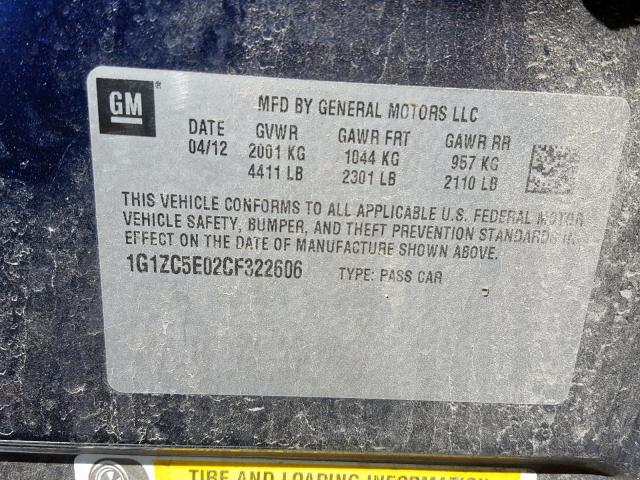 GM
MFD BY GENERAL MOTORS LLC
DATE GVWR GAWR FRT GAWR RR
04/12 2001 KG 1044 KG 957 KG
4411 LB 2301 LB 2110 LB
THIS VEHICLE CONFORMS TO ALL APPLICABLE U.S. FEDERAL MOTOR
VEHICLE SAFETY, BUMPER, AND THEFT PREVENTION STANDARDS IN
EFFECT ON THE DATE OF MANUFACTURE SHOWN ABOVE.
1G1ZC5E02CF322606 TYPE: PASS CAR
TIRE AND LOADING INFORMATION